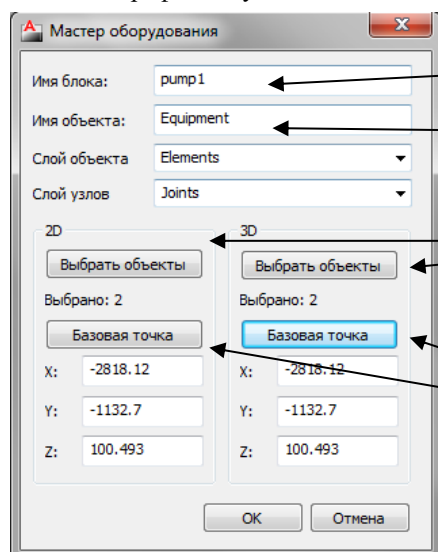 Мастер оборудования
Имя блока: pump1
Имя объекта: Equipment
Слой объекта Elements
Слой узлов Joints
2D 3D
Выбрать объекты Выбрать объекты
Выбрано: 2 Выбрано: 2
Базовая точка Базовая точка
X: -2818.12 X: -2818.12
Y: -1132.7 Y: -1132.7
Z: 100.493 Z: 100.493
OK Отмена